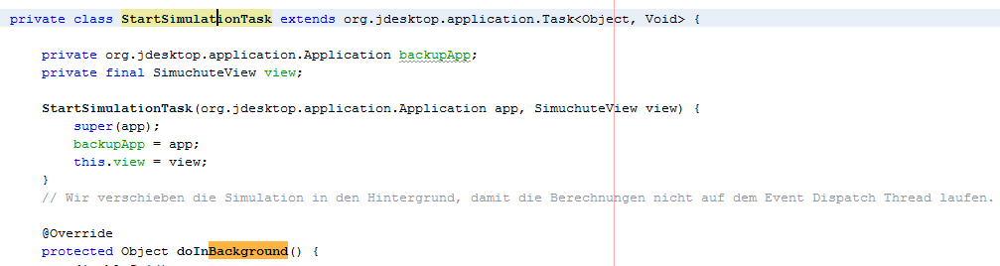 private class StartSimulationTask extends org.jdesktop.application.Task<Object, Void> {
private org.jdesktop.application.Application backupApp;
private final SimuchuteView view;
StartSimulationTask(org.jdesktop.application.Application app, SimuchuteView view) {
super(app);
backupApp = app;
this.view = view;
}
// Wir verschieben die Simulation in den Hintergrund, damit die Berechnungen nicht auf dem Event Dispatch Thread laufen.
@Override
protected Object doInBackground() {